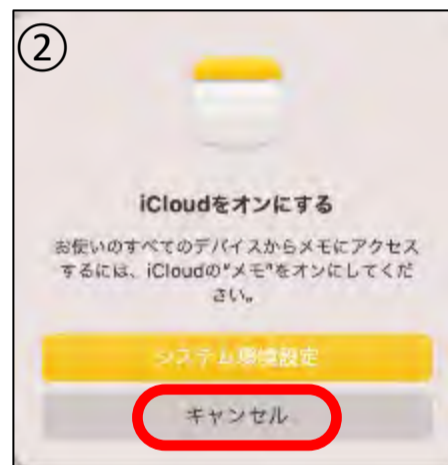 ②
iCloudをオンにする
お使いのすべてのデバイスからメモにアクセス
するには、iCloudの"メモ"をオンにしてくだ
さい。
システム環境設定
キャンセル